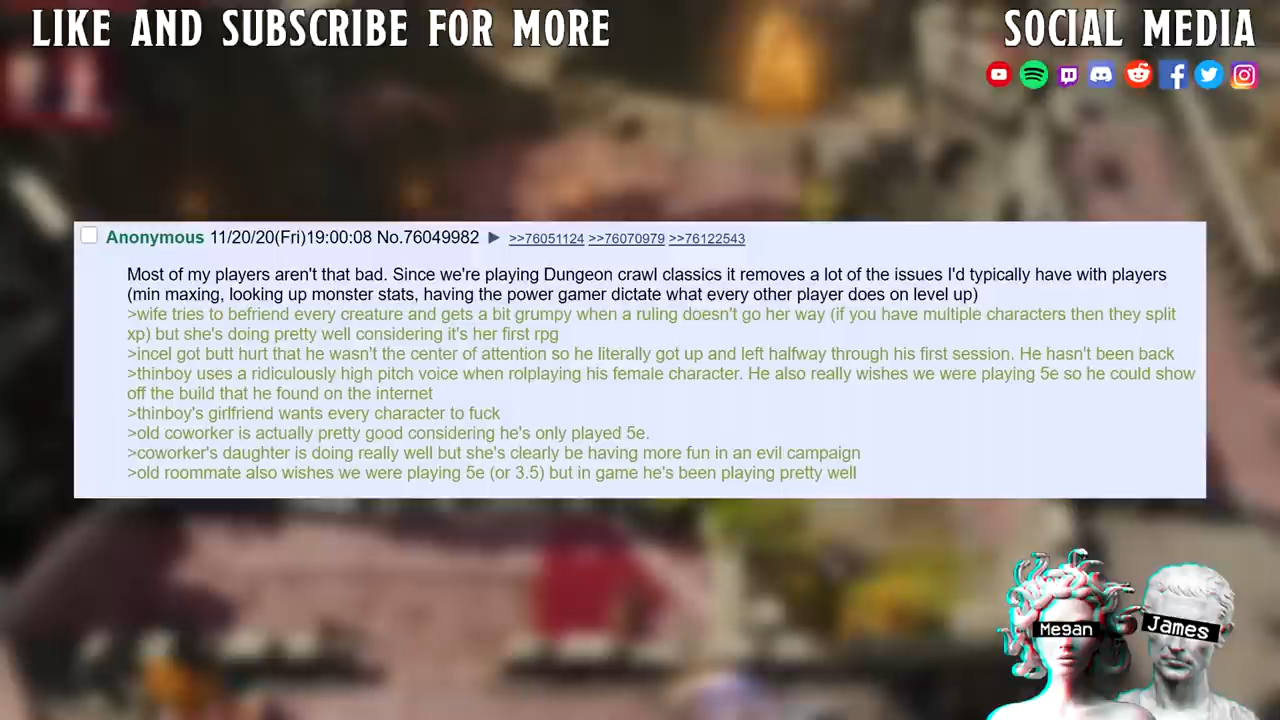 LIKE AND SUBSCRIBE FOR MORE
SOCIAL MEDIA
Anonymous 11/20/20(Fri)19:00:08 No.76049982 ▶ >>76051124 >>76070979 >>76122543
Most of my players aren't that bad. Since we're playing Dungeon crawl classics it removes a lot of the issues I'd typically have with players
(min maxing, looking up monster stats, having the power gamer dictate what every other player does on level up)
>wife tries to befriend every creature and gets a bit grumpy when a ruling doesn't go her way (if you have multiple characters then they split
xp) but she's doing pretty well considering it's her first rpg
>incel got butt hurt that he wasn't the center of attention so he literally got up and left halfway through his first session. He hasn't been back
>thinboy uses a ridiculously high pitch voice when rolplaying his female character. He also really wishes we were playing 5e so he could show
off the build that he found on the internet
>thinboy's girlfriend wants every character to fuck
>old coworker is actually pretty good considering he's only played 5e.
>coworker's daughter is doing really well but she's clearly be having more fun in an evil campaign
>old roommate also wishes we were playing 5e (or 3.5) but in game he's been playing pretty well
Megan
James